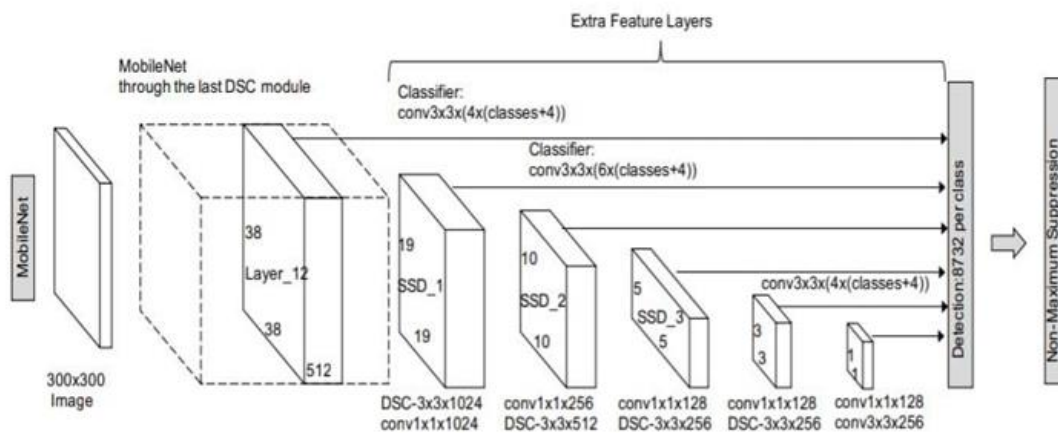 Extra Feature Layers
MobileNet
through the last DSC module
Classifier:
conv3x3x(4x(classes+4))
Classifier:
conv3x3x(6x(classes+4))
MobileNet
38
Layer_12
38
512
19
SSD_1
19
10
SSD_2
10
5
SSD_3
5
conv3x3x(4x(classes+4))
3
3
1
1
Detection:8732 per class
Non-Maximum Suppression
300x300
Image
DSC-3x3x1024
conv1x1x1024
conv1x1x256
DSC-3x3x512
conv1x1x128
DSC-3x3x256
conv1x1x128
DSC-3x3x256
conv1x1x128
conv3x3x256